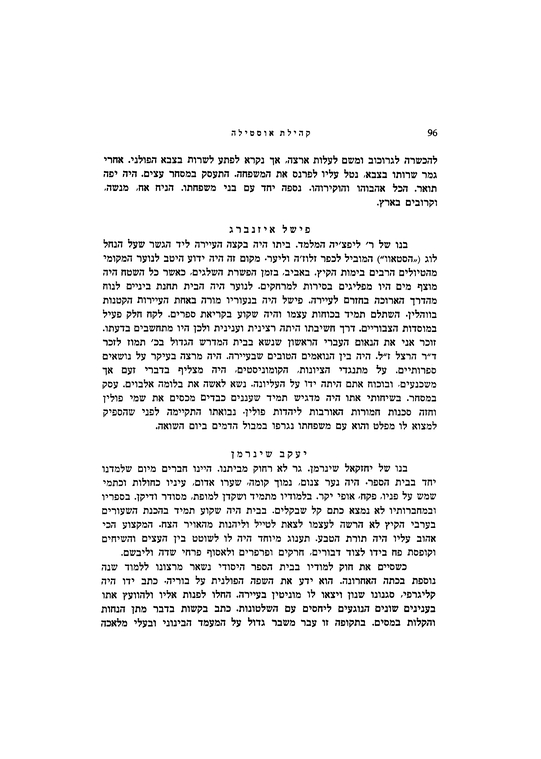 96
קהילת אוסטילה
להכשרה לגרוכוב ומשם לעלות ארצה, אך נקרא לפתע לשרות בצבא הפולני. אחרי
גמר שרותו בצבא, נטל עליו לפרנס את המשפחה. התעסק במסחר עצים. היה יפה
תואר. הכל אהבוהו והוקירוהו. נספה יחד עם בני משפחתו. הניח אח, מנשה,
וקרובים בארץ.
פישל איזנברג
בנו של ר' ליפצ'יה המלמד. ביתו היה בקצה העיירה ליד הגשר שעל הנחל
לוג („הסטאוו") המוביל לכפר זלוז'ה וליער. מקום זה היה ידוע היטב לנוער המקומי
מהטיולים הרבים בימות הקיץ. באביב, בזמן הפשרת השלגים, כאשר כל השטח היה
מוצף מים היו מפליגים בסירות למרחקים. לנוער היה הבית תחנת ביניים לנוח
מהדרך הארוכה בחזרם לעיירה. פישל היה בנעוריו מורה באחת העיירות הקטנות
בווהלין. השתלם תמיד בכוחות עצמו והיה שקוע בקריאת ספרים. לקח חלק פעיל
במוסדות הצבוריים. דרך חשיבתו היתה רצינית וענינית ולכן היו מתחשבים בדעתו.
זוכר אני את הנאום העברי הראשון שנשא בבית המדרש הגדול בכ' תמוז לזכר
ד"ר הרצל ז"ל. היה בין הנואמים הטובים שבעיירה. היה מרצה בעיקר על נושאים
ספרותיים. על מתנגדי הציונות, הקומוניסטים, היה מצליף בדברי זעם אך
משכנעים, ובוכוח אתם היתה ידו על העליונה. נשא לאשה את בלומה אלבוים. עסק
במסחר. בשיחותי אתו היה מדגיש תמיד שעננים כבדים מכסים את שמי פולין
וחזה סכנות חמורות האורבות ליהדות פולין. נבואתו התקיימה לפני שהספיק
למצוא לו מפלט והוא עם משפחתו נגרפו במבול הדמים ביום השואה.
יעקב שינרמן
בנו של יחזקאל שינרמן. גר לא רחוק מביתנו. היינו חברים מיום שלמדנו
יחד בבית הספר. היה נער צנום, נמוך קומה, שערו אדום, עיניו כחולות וכתמי
שמש על פניו, פקח, אופי יקר. בלמודיו מתמיד ושקדן למופת, מסודר ודיקן. בספריו
ובמחברותיו לא נמצא כתם קל שבקלים. בבית היה שקוע תמיד בהכנת השעורים
בערבי הקיץ לא הרשה לעצמו לצאת לטייל וליהנות מהאויר הצח. המקצוע הכי
אהוב עליו היה תורת הטבע. תענוג מיוחד היה לו לשוטט בין העצים והשיחים
וקופסת פח בידו לצוד דבורים, חרקים ופרפרים ולאסוף פרחי שדה וליבשם.
כשסיים את חוק למודיו בבית הספר היסודי נשאר מרצונו ללמוד שנה
נוספת בכתה האחרונה. הוא ידע את השפה הפולנית על בוריה. כתב ידו היה
קליגרפי, סגנונו שנון ויצאו לו מוניטין בעיירה. החלו לפנות אליו ולהוועץ אתו
בענינים שונים הנוגעים ליחסים עם השלטונות. כתב בקשות בדבר מתן הנחות
והקלות במסים. בתקופה זו עבר משבר גדול על המעמד הבינוני ובעלי מלאכה